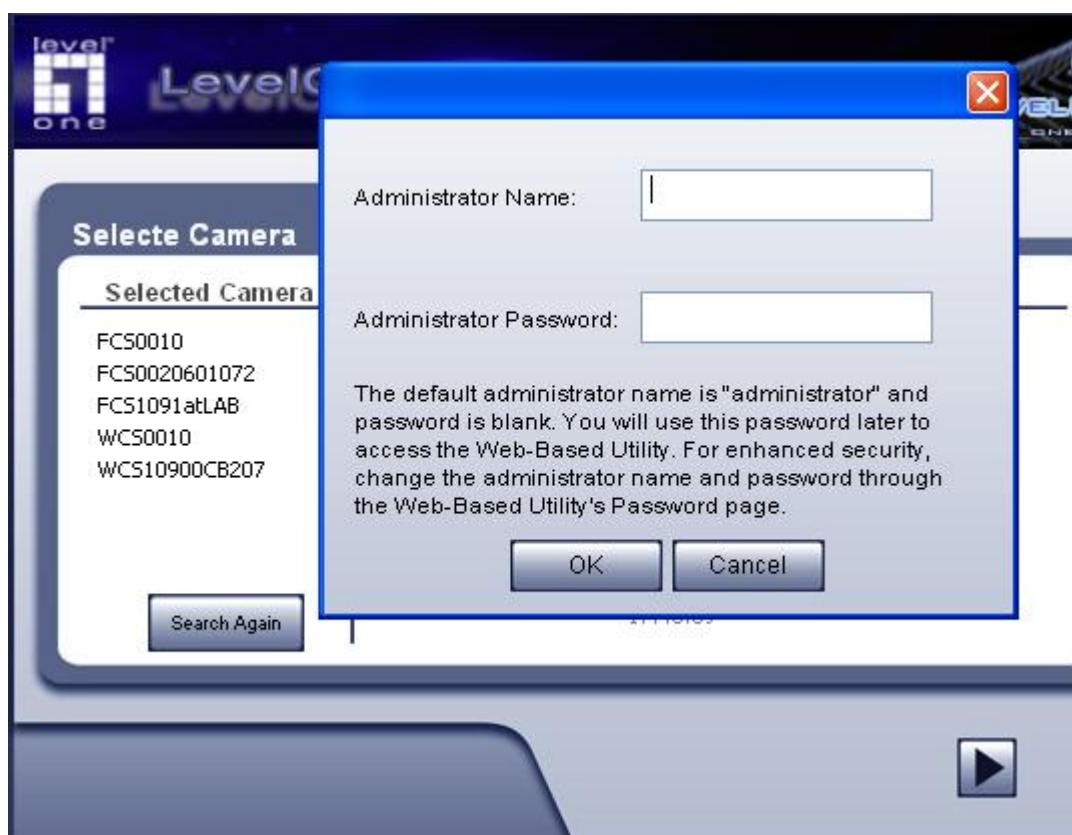 level
one
Level
Selecte Camera
Selected Camera
FCS0010
FCS0020601072
FCS1091atLAB
WCS0010
WCS10900CB207
Search Again
Administrator Name:
Administrator Password:
The default administrator name is "administrator" and
password is blank. You will use this password later to
access the Web-Based Utility. For enhanced security,
change the administrator name and password through
the Web-Based Utility's Password page.
OK
Cancel